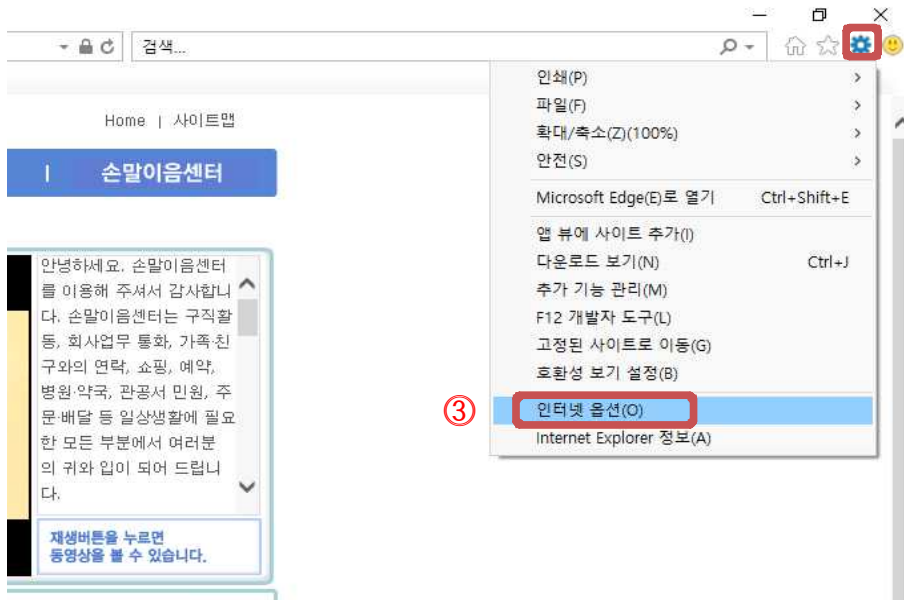 검색...
Home | 사이트맵
| 손말이음센터
안녕하세요. 손말이음센터
를 이용해 주셔서 감사합니
다. 손말이음센터는 구직활
동, 회사업무 통화, 가족·친
구와의 연락, 쇼핑, 예약,
병원·약국, 관공서 민원, 주
문·배달 등 일상생활에 필요
한 모든 부분에서 여러분
의 귀와 입이 되어 드립니
다.
재생버튼을 누르면
동영상을 볼 수 있습니다.
인쇄(P)
파일(F)
확대/축소(Z)(100%)
안전(S)
Microsoft Edge(E)로 열기 Ctrl+Shift+E
앱 뷰에 사이트 추가(I)
다운로드 보기(N) Ctrl+J
추가 기능 관리(M)
F12 개발자 도구(L)
고정된 사이트로 이동(G)
호환성 보기 설정(B)
③ 인터넷 옵션(O)
Internet Explorer 정보(A)